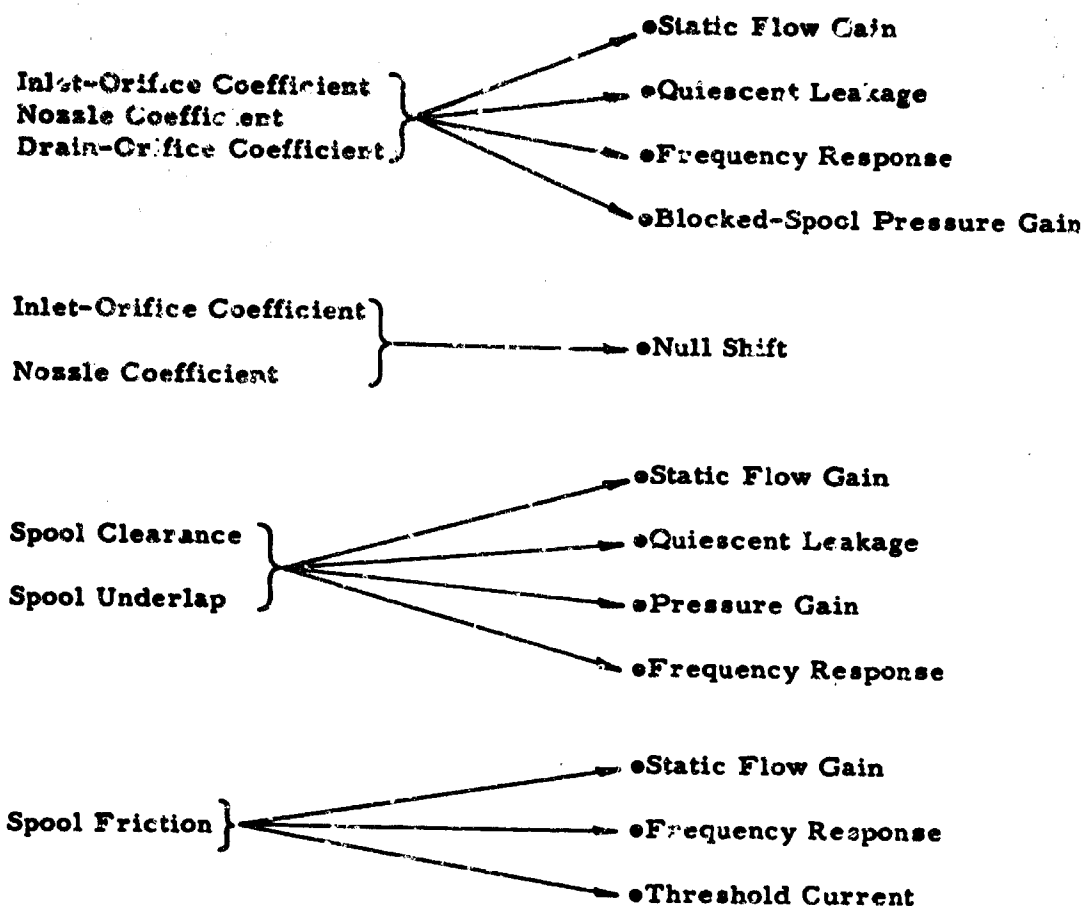 Inlet-Orifice Coefficient
Nozzle Coefficient
Drain-Orifice Coefficient
●Static Flow Gain
●Quiescent Leakage
●Frequency Response
●Blocked-Spool Pressure Gain
Inlet-Orifice Coefficient
Nozzle Coefficient
●Null Shift
Spool Clearance
Spool Underlap
●Static Flow Gain
●Quiescent Leakage
●Pressure Gain
●Frequency Response
Spool Friction
●Static Flow Gain
●Frequency Response
●Threshold Current